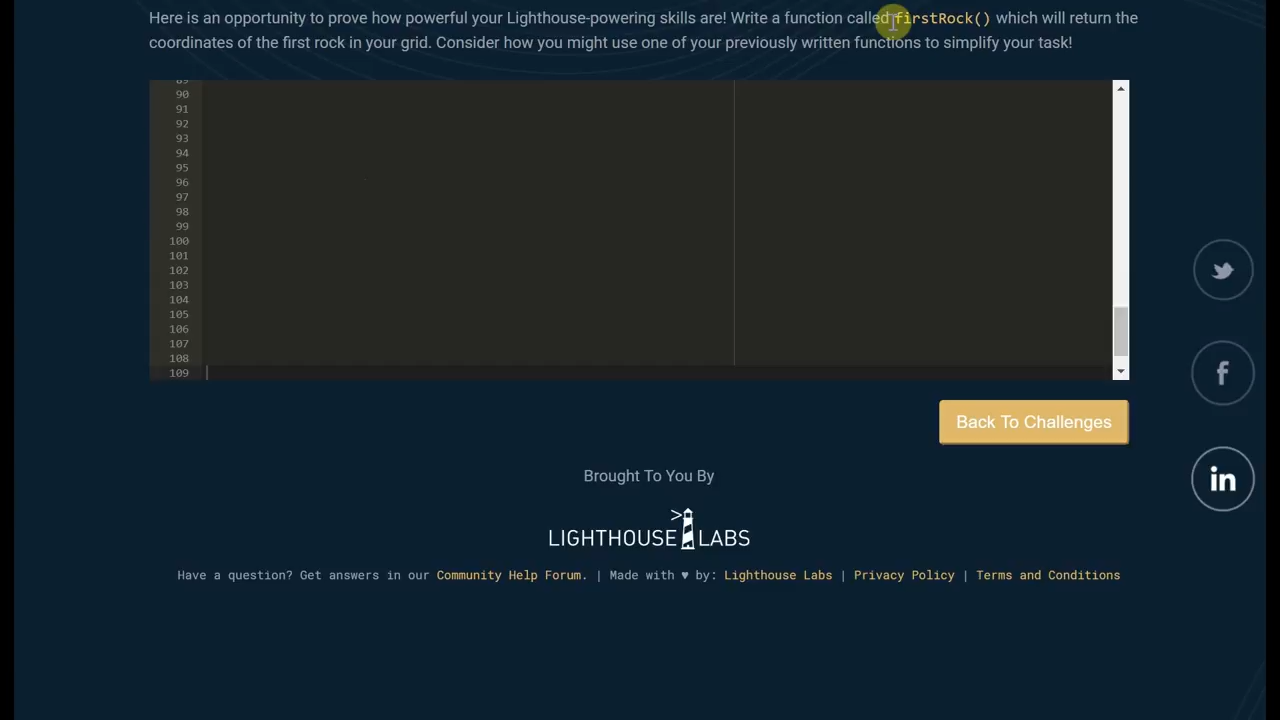 Here is an opportunity to prove how powerful your Lighthouse-powering skills are! Write a function called firstRock() which will return the
coordinates of the first rock in your grid. Consider how you might use one of your previously written functions to simplify your task!
89
90
91
92
93
94
95
96
97
98
99
100
101
102
103
104
105
106
107
108
109
Back To Challenges
Brought To You By
>
LIGHTHOUSE LABS
Have a question? Get answers in our Community Help Forum. | Made with ♥ by: Lighthouse Labs | Privacy Policy | Terms and Conditions
f
in